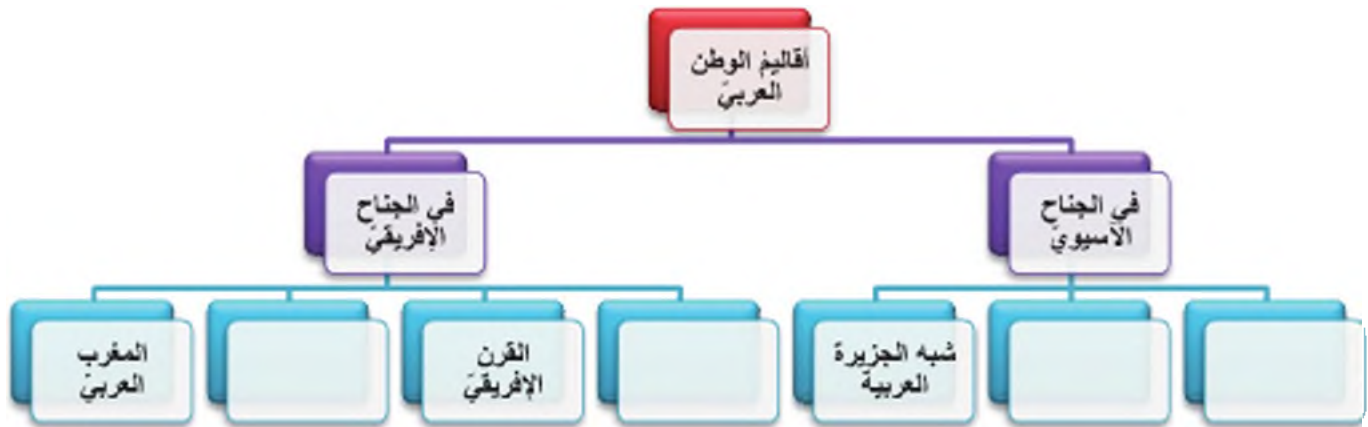 أقاليمُ الوطن
العربيّ
في الجناحِ
الآسيويّ
في الجناحِ
الإفريقيّ
شبه الجزيرة
العربية
القرن
الإفريقيّ
المغرب
العربيّ